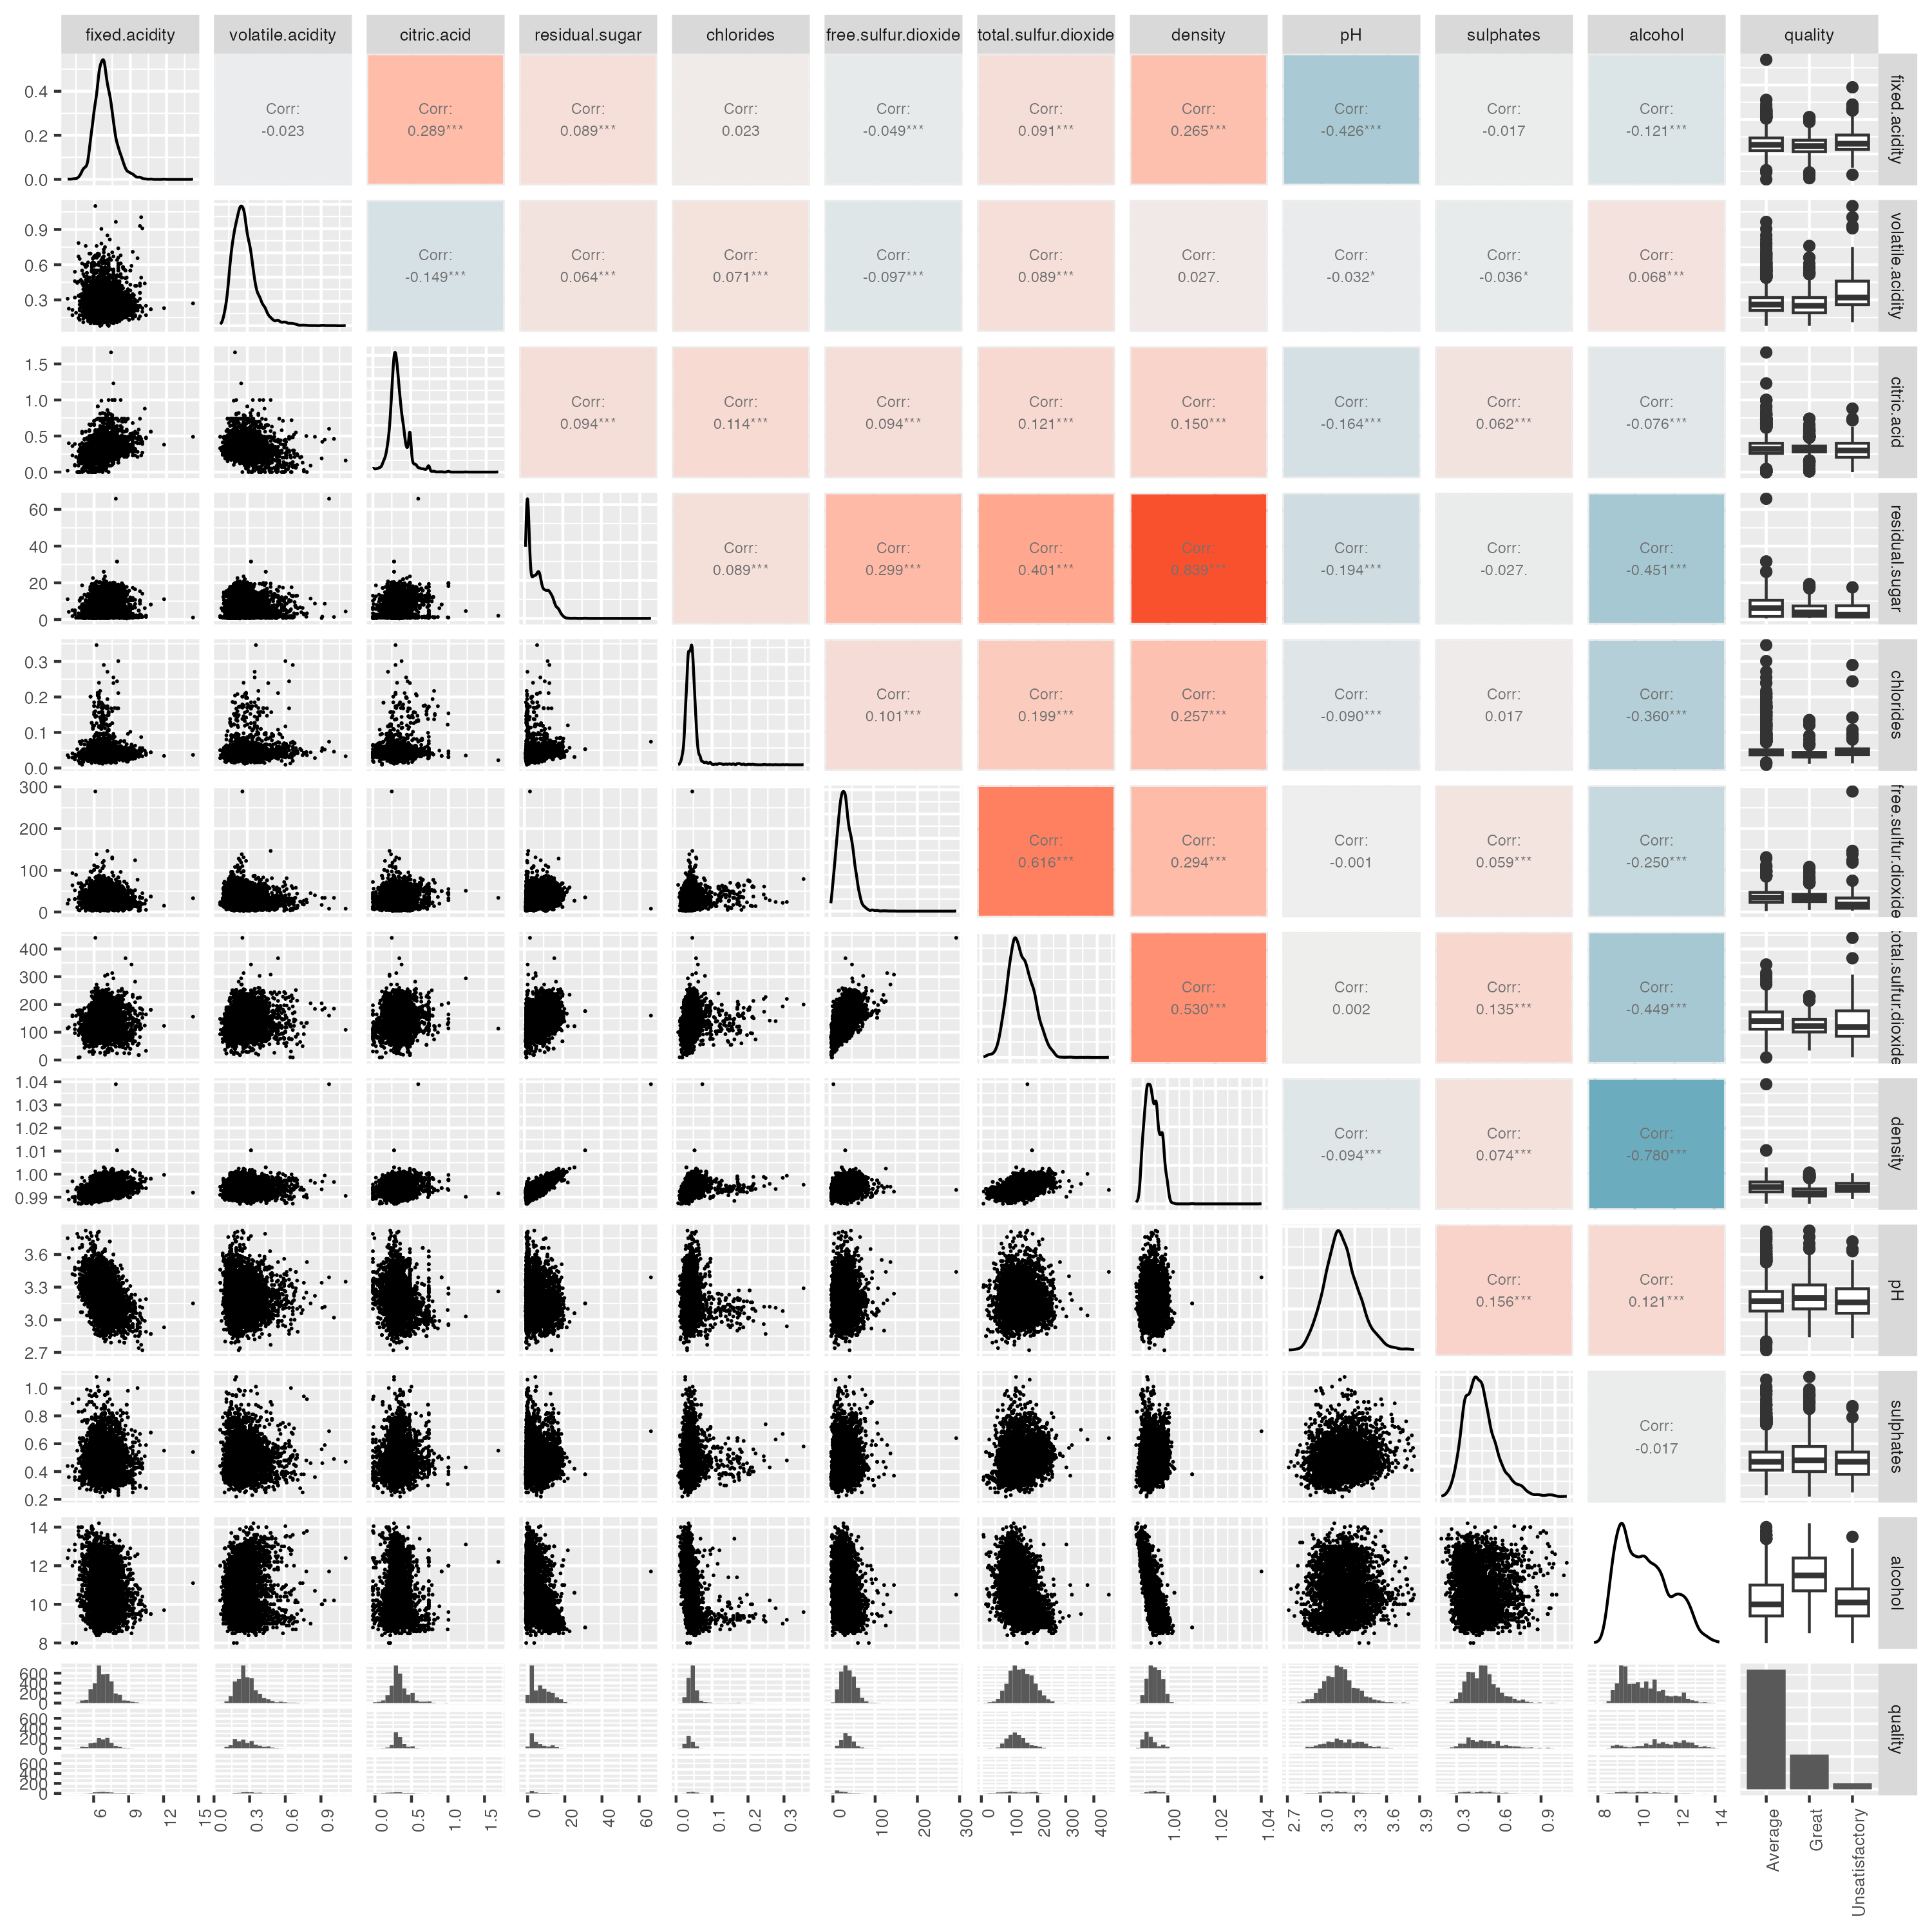 fixed.acidity volatile.acidity citric.acid residual.sugar chlorides free.sulfur.dioxide total.sulfur.dioxide density pH sulphates alcohol quality
Corr: Corr: Corr: Corr: Corr: Corr: Corr: Corr: Corr: Corr:
-0.023 0.289*** 0.089*** 0.023 -0.049*** 0.091*** 0.265*** -0.426*** -0.017 -0.121***
0.4
0.2
0.0
fixed.acidity
Corr: Corr: Corr: Corr: Corr: Corr: Corr: Corr: Corr:
-0.149*** 0.064*** 0.071*** -0.097*** 0.089*** 0.027. -0.032* -0.036* 0.068***
0.9
0.6
0.3
volatile.acidity
Corr: Corr: Corr: Corr: Corr: Corr: Corr: Corr:
0.094*** 0.114*** 0.094*** 0.121*** 0.150*** -0.164*** 0.062*** -0.076***
1.5
1.0
0.5
0.0
citric.acid
Corr: Corr: Corr: Corr: Corr: Corr: Corr:
0.089*** 0.299*** 0.401*** 0.839*** -0.194*** -0.027. -0.451***
60
40
20
0
residual.sugar
Corr: Corr: Corr: Corr: Corr: Corr:
0.101*** 0.199*** 0.257*** -0.090*** 0.017 -0.360***
0.3
0.2
0.1
0.0
chlorides
Corr: Corr: Corr: Corr: Corr:
0.616*** 0.294*** -0.001 0.059*** -0.250***
300
200
100
0
free.sulfur.dioxide
Corr: Corr: Corr: Corr:
0.530*** 0.002 0.135*** -0.449***
400
300
200
100
0
total.sulfur.dioxide
Corr: Corr: Corr:
-0.094*** 0.074*** -0.780***
1.04
1.03
1.02
1.01
1.00
0.99
density
Corr: Corr:
0.156*** 0.121***
3.6
3.3
3.0
2.7
pH
Corr:
-0.017
1.0
0.8
0.6
0.4
0.2
sulphates
14
12
10
8
alcohol
600
400
200
0
600
400
200
0
600
400
200
0
quality
6 9 12 15
0.0 0.3 0.6 0.9
0.0 0.5 1.0 1.5
0 20 40 60
0.0 0.1 0.2 0.3
0 100 200 300
0 100 200 300 400
1.00 1.02 1.04
2.7 3.0 3.3 3.6 3.9
0.3 0.6 0.9
8 10 12 14
Average Great Unsatisfactory